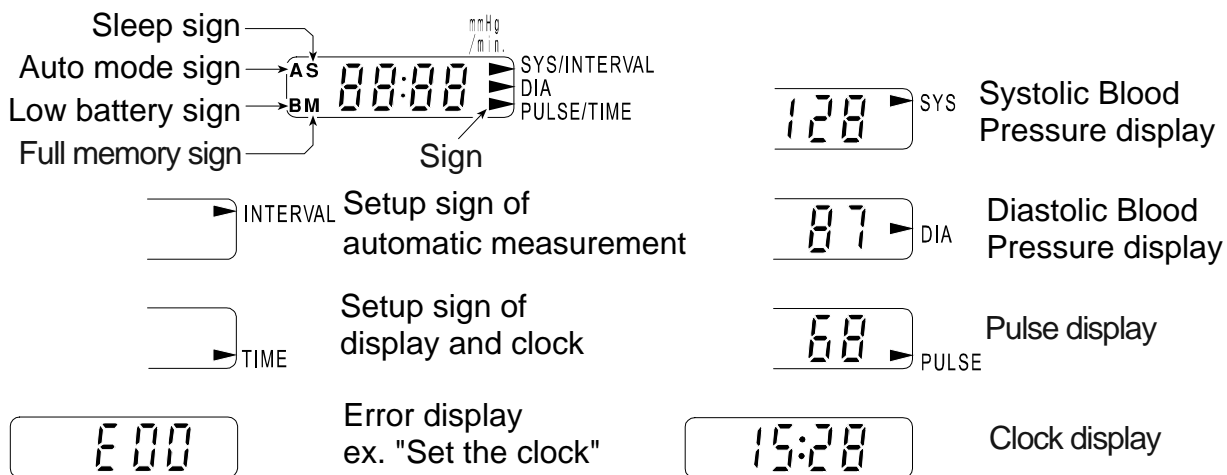 Sleep sign
Auto mode sign
Low battery sign
Full memory sign
AS
BM
88:88
mmHg
/min.
SYS/INTERVAL
DIA
PULSE/TIME
Sign
INTERVAL
Setup sign of
automatic measurement
TIME
Setup sign of
display and clock
E00
Error display
ex. "Set the clock"
128
SYS
Systolic Blood
Pressure display
87
DIA
Diastolic Blood
Pressure display
68
PULSE
Pulse display
15:28
Clock display